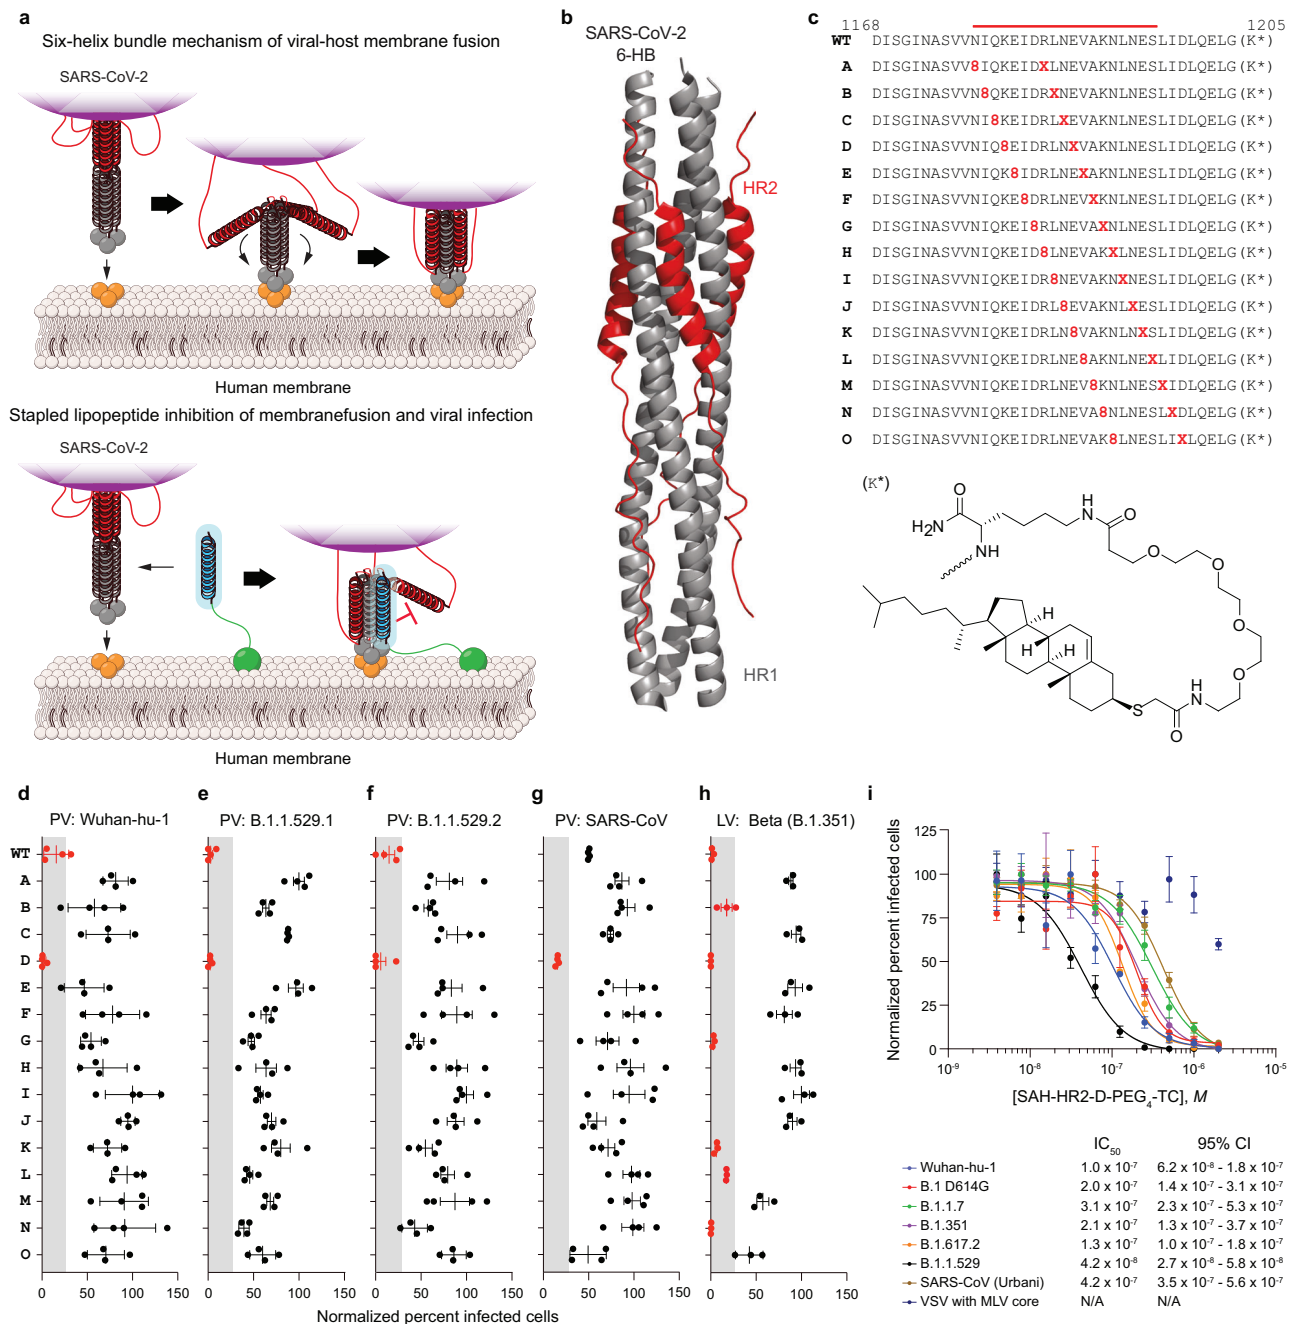 a
Six-helix bundle mechanism of viral-host membrane fusion
SARS-CoV-2
Human membrane
Stapled lipopeptide inhibition of membranefusion and viral infection
SARS-CoV-2
Human membrane
b
SARS-CoV-2
6-HB
HR2
HR1
c
1168 1205
WT DISGINASVVNIQKEIDRLNEVAKNLNESLIDLQELG(K*)
A DISGINASVV8IQKEIDXLNEVAKNLNESLIDLQELG(K*)
B DISGINASVVN8QKEIDRXNEVAKNLNESLIDLQELG(K*)
C DISGINASVVNI8KEIDRLXEVAKNLNESLIDLQELG(K*)
D DISGINASVVNIQ8EIDRLNXVAKNLNESLIDLQELG(K*)
E DISGINASVVNIQK8IDRLNEXAKNLNESLIDLQELG(K*)
F DISGINASVVNIQKE8DRLNEVXKNLNESLIDLQELG(K*)
G DISGINASVVNIQKEI8RLNEVAXNLNESLIDLQELG(K*)
H DISGINASVVNIQKEID8LNEVAKXLNESLIDLQELG(K*)
I DISGINASVVNIQKEIDR8NEVAKNXNESLIDLQELG(K*)
J DISGINASVVNIQKEIDRL8EVAKNLXESLIDLQELG(K*)
K DISGINASVVNIQKEIDRLN8VAKNLNXSLIDLQELG(K*)
L DISGINASVVNIQKEIDRLNE8AKNLNEXLIDLQELG(K*)
M DISGINASVVNIQKEIDRLNEV8KNLNESXIDLQELG(K*)
N DISGINASVVNIQKEIDRLNEVA8NLNESLXDLQELG(K*)
O DISGINASVVNIQKEIDRLNEVAK8LNESLIXLQELG(K*)
(K*)
O
H
N
O
H2N
NH
O
O
O
O
H
H
H
S
O
H
N
d
PV: Wuhan-hu-1
e
PV: B.1.1.529.1
f
PV: B.1.1.529.2
g
PV: SARS-CoV
h
LV: Beta (B.1.351)
WT
A
B
C
D
E
F
G
H
I
J
K
L
M
N
O
0 50 100 150
0 50 100 150
0 50 100 150
0 50 100 150
0 50 100 150
Normalized percent infected cells
i
Normalized percent infected cells
125
100
75
50
25
0
10⁻⁹ 10⁻⁸ 10⁻⁷ 10⁻⁶ 10⁻⁵
[SAH-HR2-D-PEG₄-TC], M
IC₅₀ 95% CI
Wuhan-hu-1 1.0 x 10⁻⁷ 6.2 x 10⁻⁸ - 1.8 x 10⁻⁷
B.1 D614G 2.0 x 10⁻⁷ 1.4 x 10⁻⁷ - 3.1 x 10⁻⁷
B.1.1.7 3.1 x 10⁻⁷ 2.3 x 10⁻⁷ - 5.3 x 10⁻⁷
B.1.351 2.1 x 10⁻⁷ 1.3 x 10⁻⁷ - 3.7 x 10⁻⁷
B.1.617.2 1.3 x 10⁻⁷ 1.0 x 10⁻⁷ - 1.8 x 10⁻⁷
B.1.1.529 4.2 x 10⁻⁸ 2.7 x 10⁻⁸ - 5.8 x 10⁻⁸
SARS-CoV (Urbani) 4.2 x 10⁻⁷ 3.5 x 10⁻⁷ - 5.6 x 10⁻⁷
VSV with MLV core N/A N/A